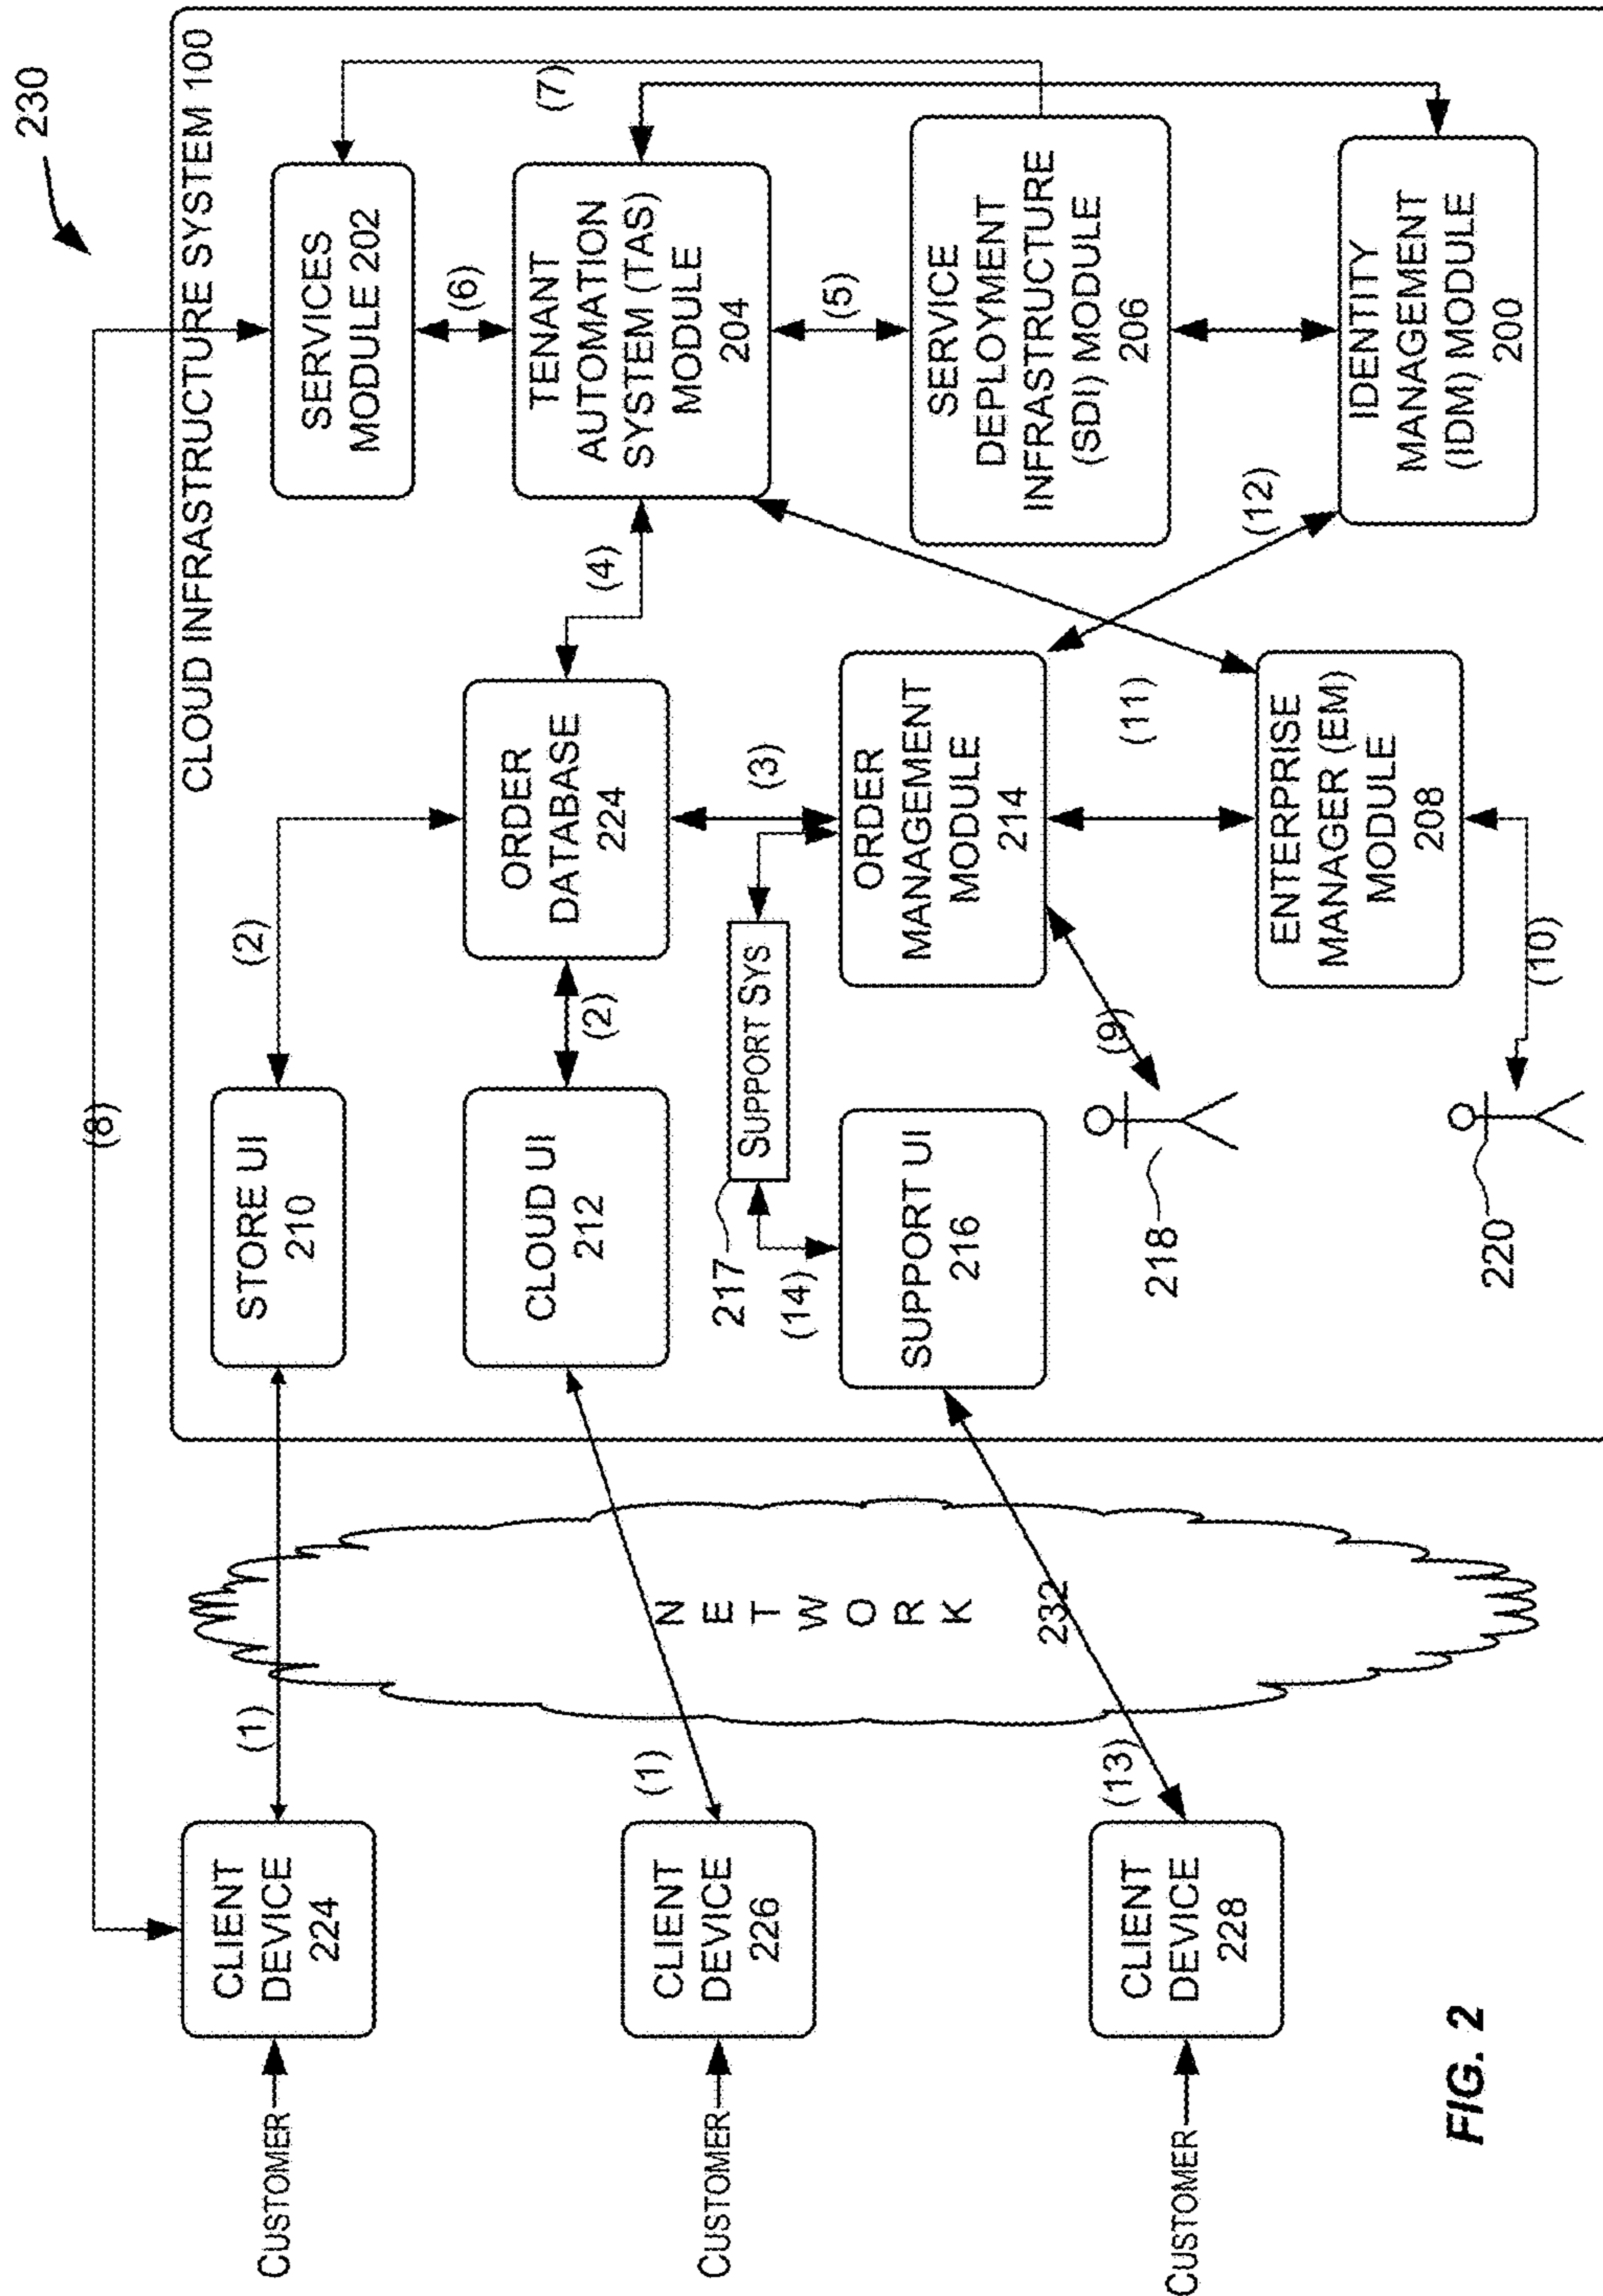 230
CLOUD INFRASTRUCTURE SYSTEM 100
(8)
CUSTOMER
CLIENT
DEVICE
224
(1)
STORE UI
210
(2)
SERVICES
MODULE 202
(6)
(7)
CUSTOMER
CLIENT
DEVICE
226
(1)
N
E
T
W
O
R
K
232
CLOUD UI
212
(2)
ORDER
DATABASE
224
(4)
TENANT
AUTOMATION
SYSTEM (TAS)
MODULE
204
(5)
217
SUPPORT SYS
(3)
(14)
CUSTOMER
CLIENT
DEVICE
228
(13)
SUPPORT UI
216
ORDER
MANAGEMENT
MODULE
214
SERVICE
DEPLOYMENT
INFRASTRUCTURE
(SDI) MODULE
206
(9)
218
(11)
(12)
ENTERPRISE
MANAGER (EM)
MODULE
208
IDENTITY
MANAGEMENT
(IDM) MODULE
200
220
(10)
FIG. 2